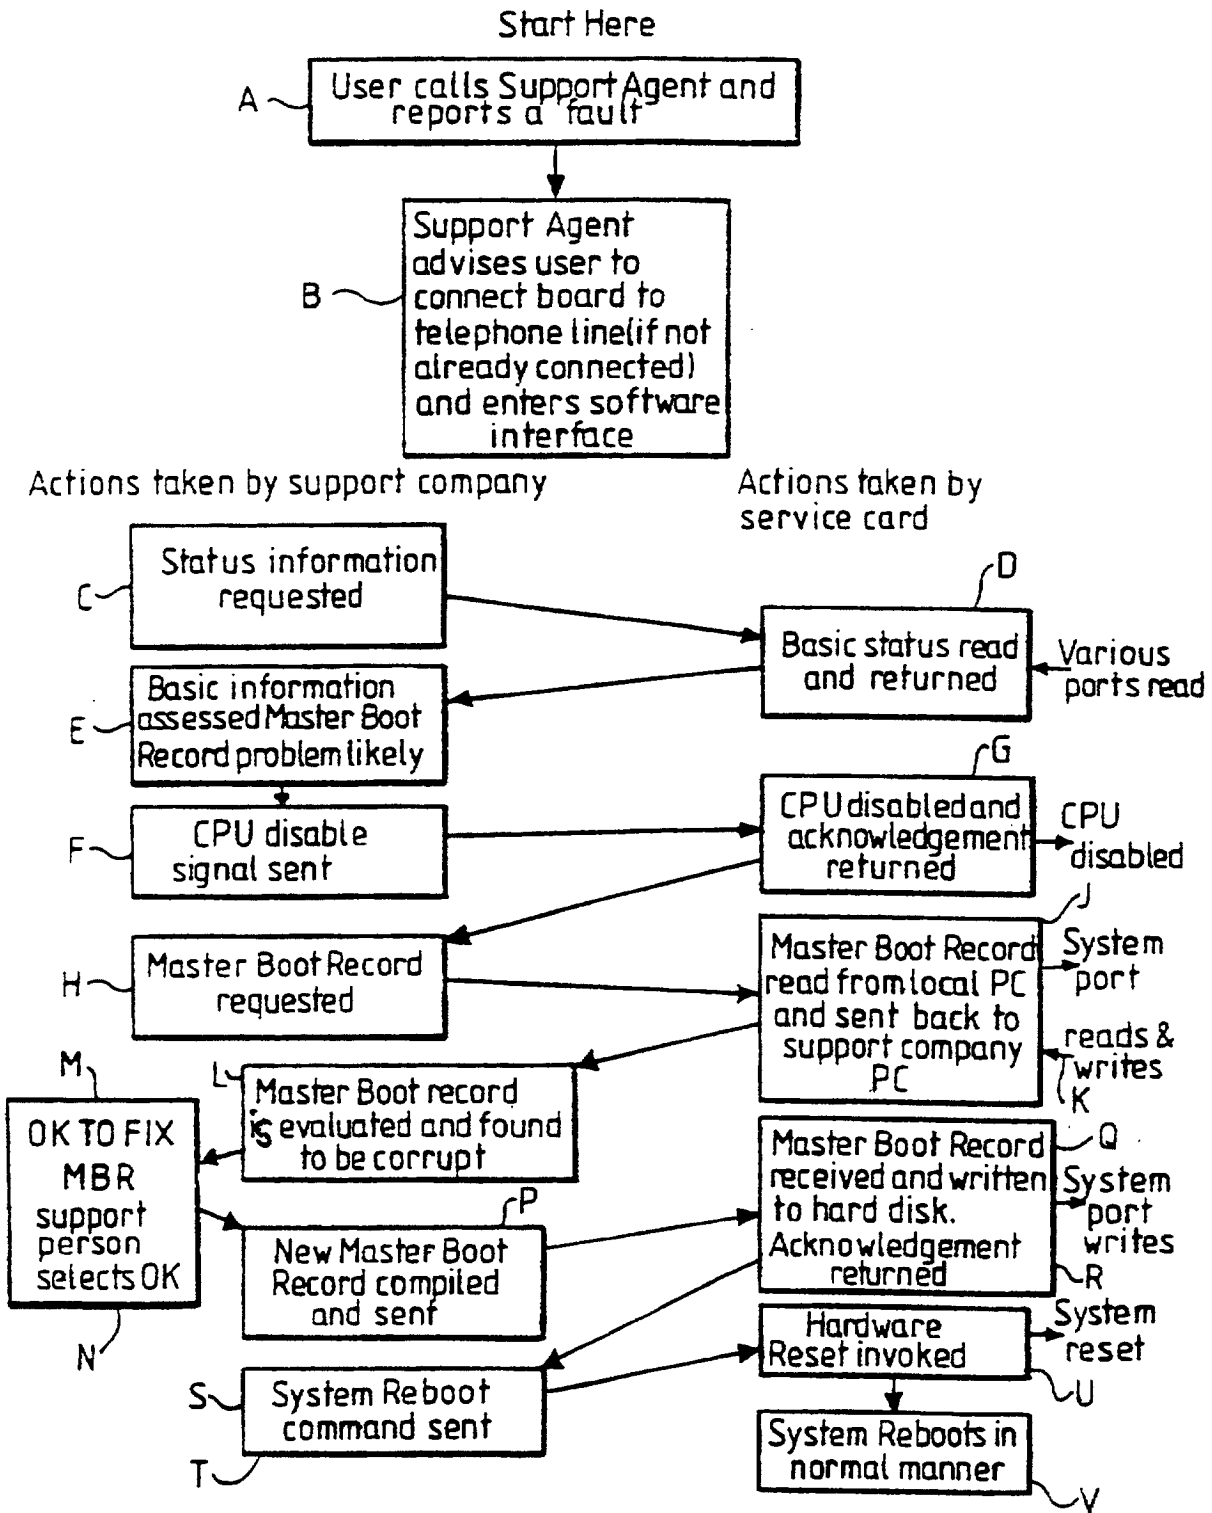 Start Here
A
User calls Support Agent and
reports a fault
B
Support Agent
advises user to
connect board to
telephone line(if not
already connected)
and enters software
interface
Actions taken by support company
Actions taken by
service card
C
Status information
requested
D
Basic status read
and returned
Various
ports read
E
Basic information
assessed Master Boot
Record problem likely
F
CPU disable
signal sent
G
CPU disabled and
acknowledgement
returned
CPU
disabled
H
Master Boot Record
requested
J
Master Boot Record
read from local PC
and sent back to
support company
PC
System
port
reads &
writes
K
L
Master Boot record
is evaluated and found
to be corrupt
M
OK TO FIX
MBR
support
person
selects OK
N
P
New Master Boot
Record compiled
and sent
Q
Master Boot Record
received and written
to hard disk.
Acknowledgement
returned
System
port
writes
R
S
System Reboot
command sent
T
Hardware
Reset invoked
System
reset
U
System Reboots in
normal manner
V